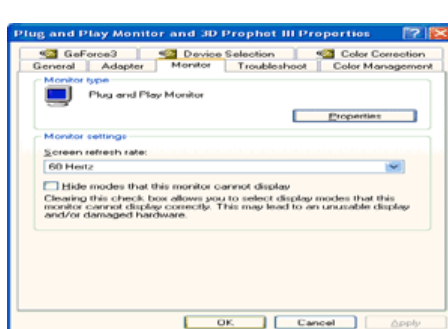 Plug and Play Monitor and 3D Prophet III Properties
GeForce3 Device Selection Color Correction
General Adapter Monitor Troubleshoot Color Management
Monitor type
Plug and Play Monitor
Properties
Monitor settings
Screen refresh rate:
60 Hertz
Hide modes that this monitor cannot display
Clearing this check box allows you to select display modes that this
monitor cannot display correctly. This may lead to an unusable display
and/or damaged hardware.
OK Cancel Apply